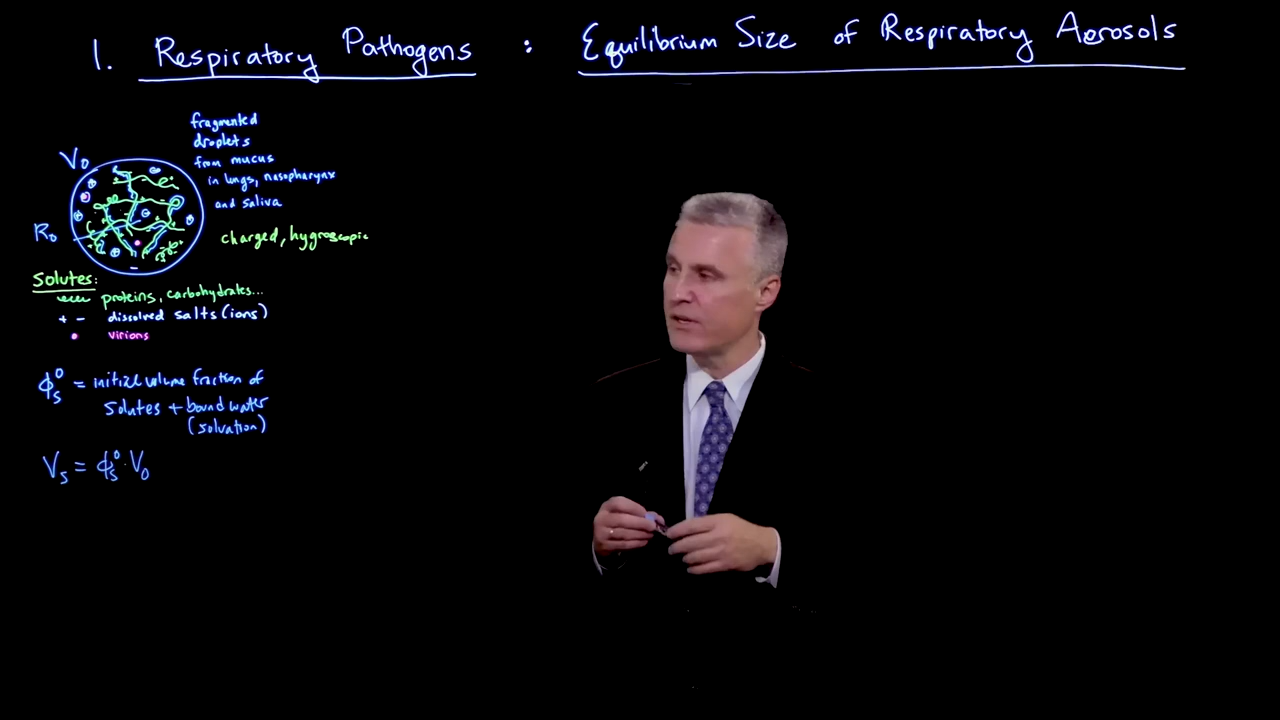 1. Respiratory Pathogens : Equilibrium Size of Respiratory Aerosols
fragmented
droplets
from mucus
in lungs, nasopharynx
and saliva
V₀
R₀
charged, hygroscopic
Solutes:
proteins, carbohydrates...
+ - dissolved salts (ions)
virions
ϕₛ⁰ = initial volume fraction of
solutes + bound water
(solvation)
Vₛ = ϕₛ⁰ · V₀